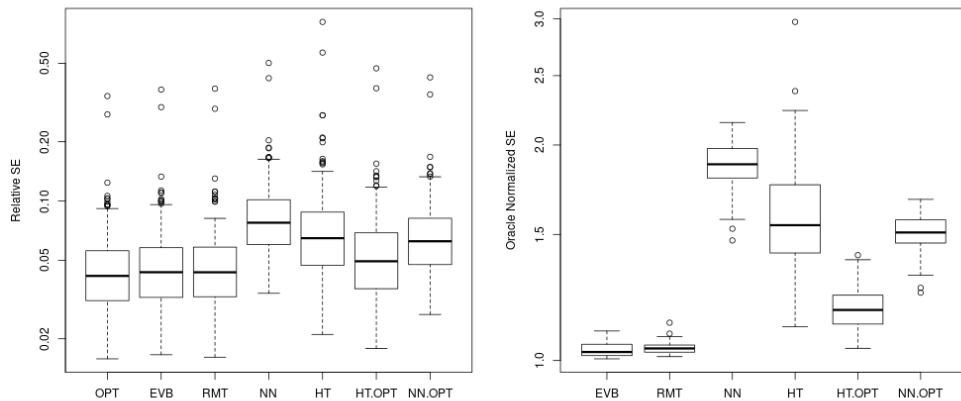 Relative SE
0.50
0.20
0.10
0.05
0.02
OPT EVB RMT NN HT HT.OPT NN.OPT
Oracle Normalized SE
3.0
2.5
2.0
1.5
1.0
EVB RMT NN HT HT.OPT NN.OPT